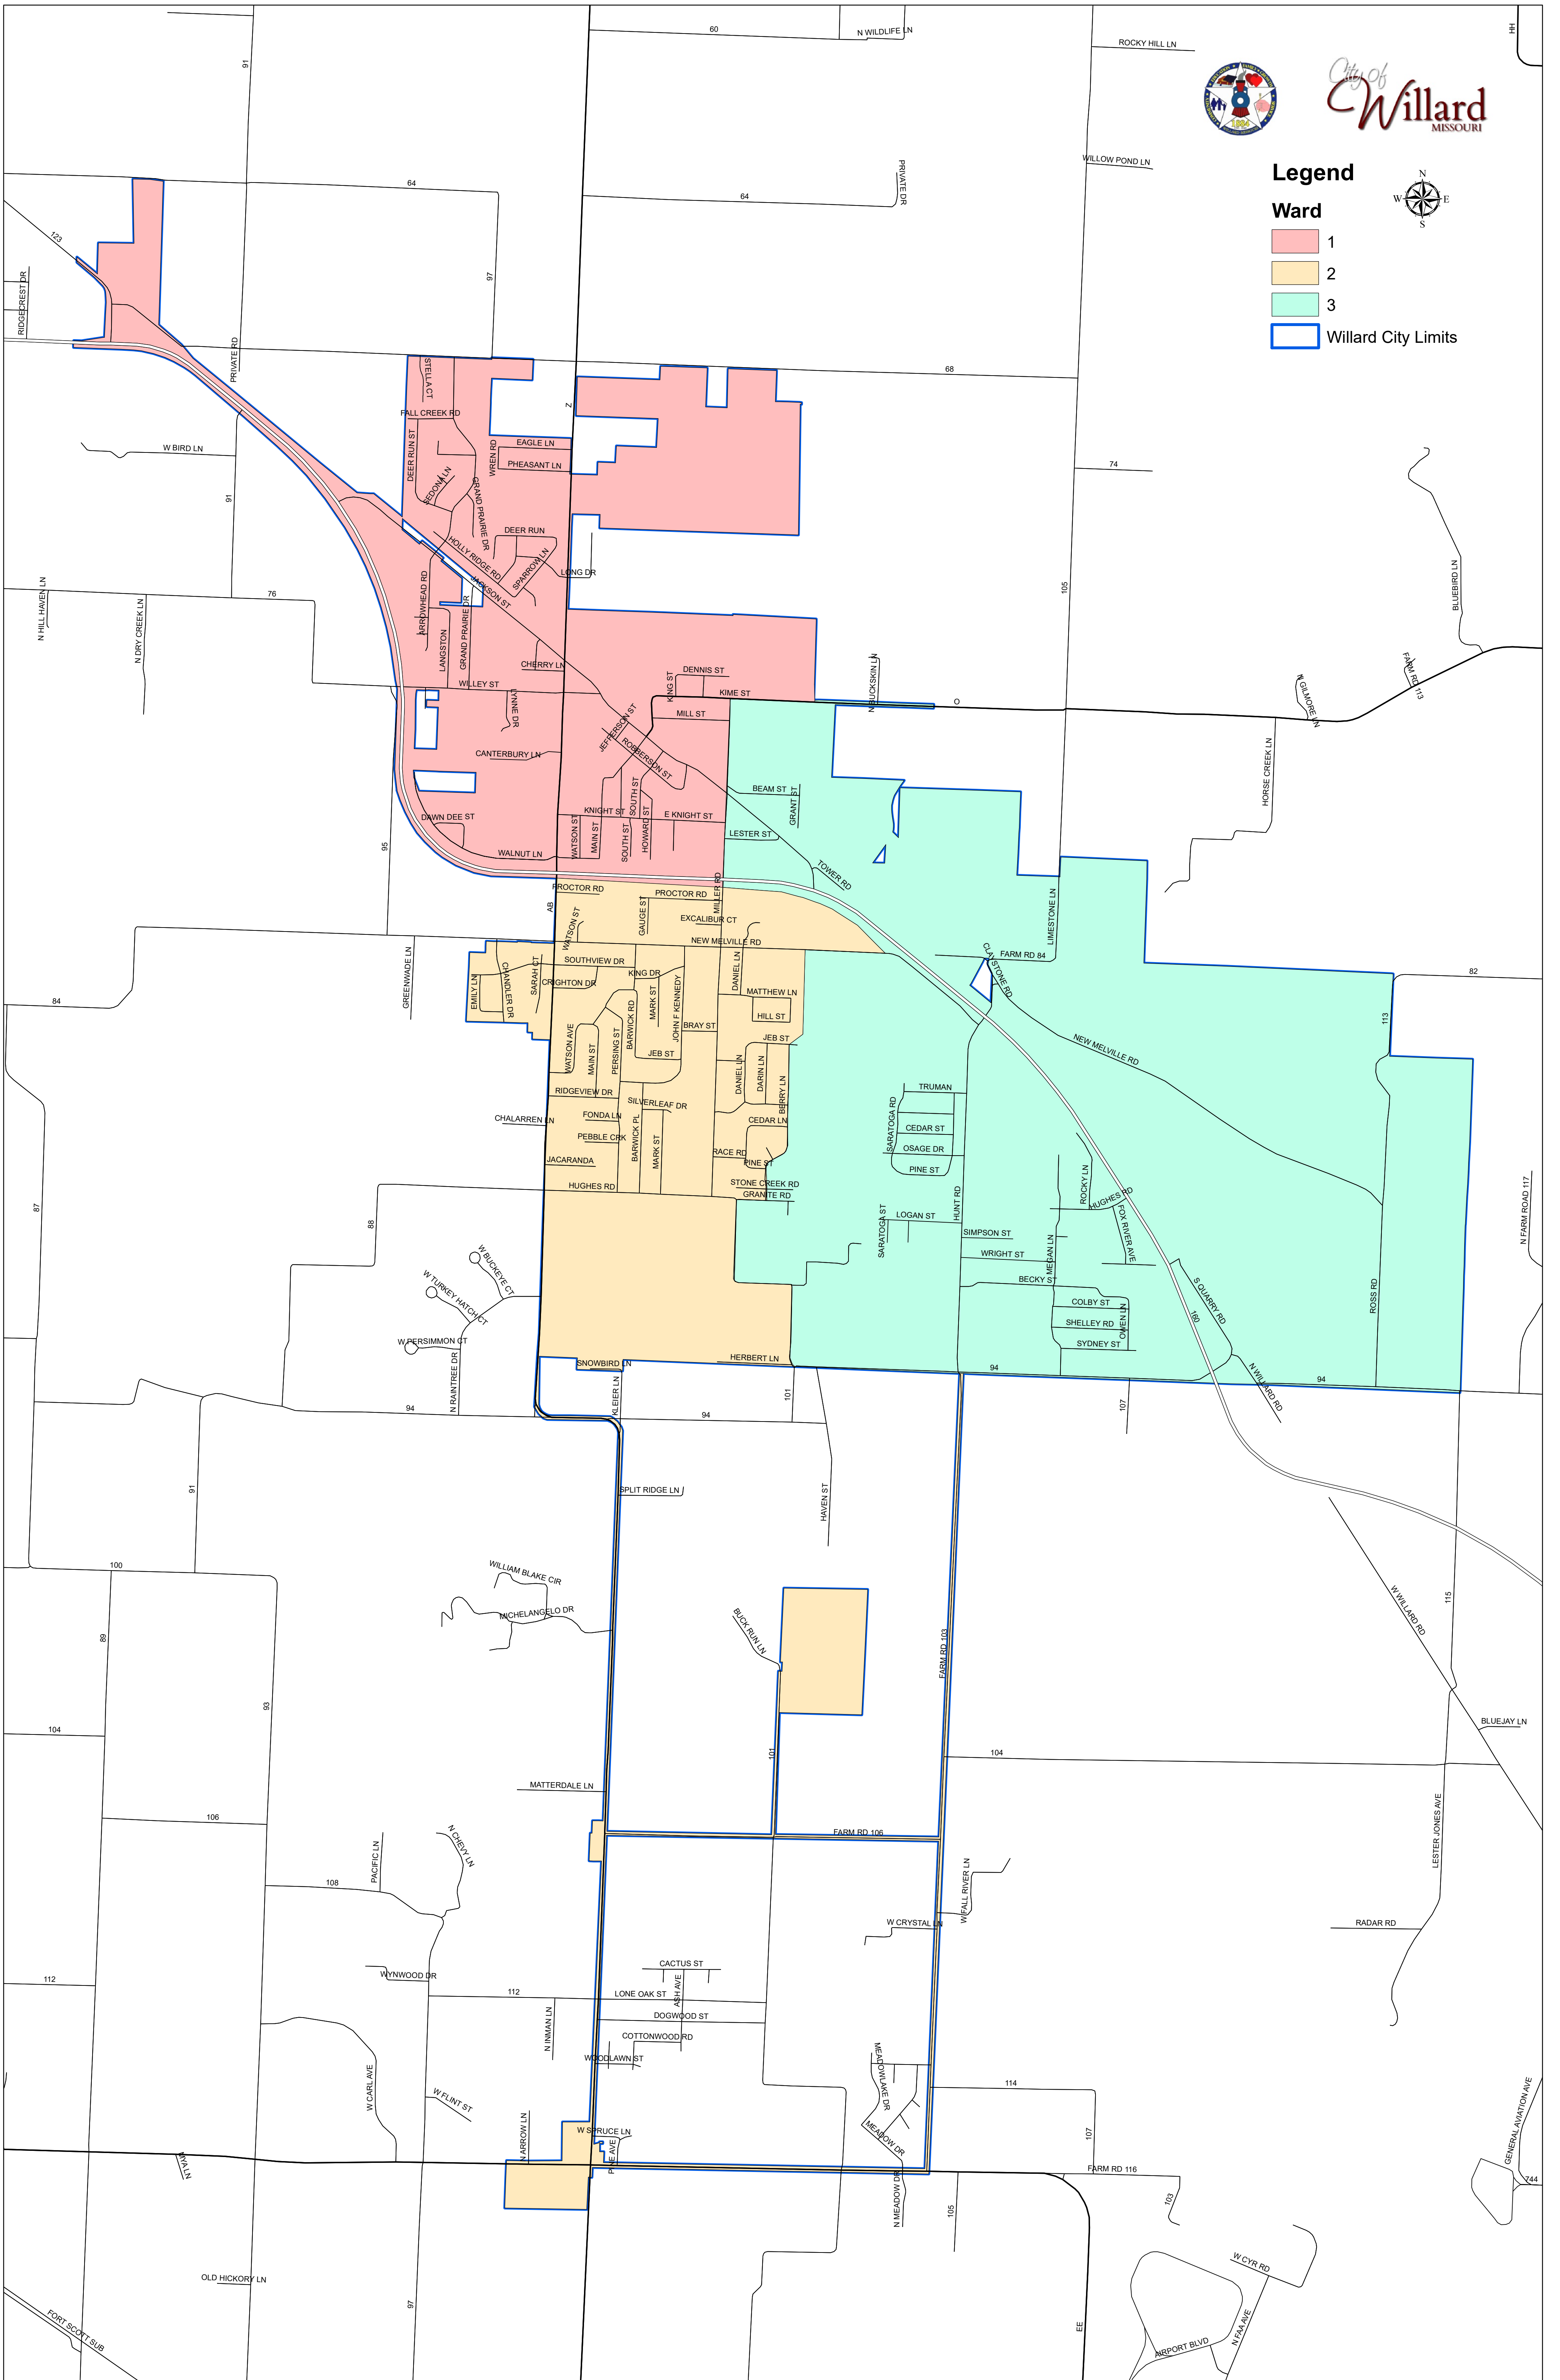 60
N WILDLIFE LN
ROCKY HILL LN
HH
91
City of
Willard
MISSOURI
1884
WILLOW POND LN
PRIVATE DR
64
64
Legend
N
W E
S
Ward
1
2
3
Willard City Limits
123
97
RIDGECREST DR
PRIVATE RD
STELLA CT
68
Z
FALL CREEK RD
DEER RUN ST
WREN RD
EAGLE LN
PHEASANT LN
W BIRD LN
74
91
SEDONA LN
GRAND PRAIRIE DR
DEER RUN
HOLLY RIDGE RD
SPARROW LN
LONG DR
JACKSON ST
BLUEBIRD LN
105
N HILL HAVEN LN
N DRY CREEK LN
76
ARROWHEAD RD
LANGSTON
GRAND PRAIRIE DR
CHERRY LN
DENNIS ST
KING ST
N BUCKSKIN LN
FARM RD 113
N GILMORE LN
WILLEY ST
LYNNE DR
KIME ST
O
MILL ST
JEFFERSON ST
ROBBERSON ST
CANTERBURY LN
HORSE CREEK LN
BEAM ST
GRANT ST
SOUTH ST
DAWN DEE ST
KNIGHT ST
E KNIGHT ST
WATSON ST
MAIN ST
SOUTH ST
HOWARD ST
LESTER ST
95
WALNUT LN
TOWER RD
PROCTOR RD
PROCTOR RD
MILLER RD
AB
WATSON ST
GAUGE ST
EXCALIBUR CT
LIMESTONE LN
NEW MELVILLE RD
FARM RD 84
CLAYSTONE RD
82
GREENWADE LN
EMILY LN
CHANDLER DR
SARAH CT
SOUTHVIEW DR
CRIGHTON DR
KING DR
MARK ST
JOHN F KENNEDY
DANIEL LN
MATTHEW LN
HILL ST
84
BARWICK RD
BRAY ST
113
WATSON AVE
MAIN ST
PERSING ST
JEB ST
JEB ST
NEW MELVILLE RD
DANIEL LN
DARIN LN
BERRY LN
RIDGEVIEW DR
SILVERLEAF DR
TRUMAN
SARATOGA RD
CHALARREN LN
FONDA LN
CEDAR LN
CEDAR ST
PEBBLE CRK
BARWICK PL
MARK ST
RACE RD
OSAGE DR
JACARANDA
PINE ST
PINE ST
HUGHES RD
STONE CREEK RD
GRANITE RD
HUNT RD
ROCKY LN
HUGHES RD
FOX RIVER AVE
N FARM ROAD 117
87
88
SARATOGA ST
LOGAN ST
SIMPSON ST
WRIGHT ST
MEGAN LN
BECKY ST
W BUCKEYE CT
W TURKEY HATCH CT
W PERSIMMON CT
N RAINTREE DR
COLBY ST
SHELLEY RD
OWEN LN
SYDNEY ST
160
S QUARRY RD
ROSS RD
SNOWBIRD LN
HERBERT LN
94
94
N WILLARD RD
KLEIER LN
101
107
94
94
91
SPLIT RIDGE LN
HAVEN ST
100
WILLIAM BLAKE CIR
MICHELANGELO DR
BUCK RUN LN
W WILLARD RD
115
89
FARM RD 103
93
104
101
104
BLUEJAY LN
MATTERDALE LN
106
FARM RD 106
N CHEVY LN
PACIFIC LN
LESTER JONES AVE
108
W FALL RIVER LN
W CRYSTAL LN
RADAR RD
WYNWOOD DR
CACTUS ST
ASH AVE
112
112
LONE OAK ST
DOGWOOD ST
N INMAN LN
COTTONWOOD RD
WOODLAWN ST
MEADOWLAKE DR
W CARL AVE
W FLINT ST
114
N ARROW LN
W SPRUCE LN
PINE AVE
MEADOW DR
107
GENERAL AVIATION AVE
MYA LN
FARM RD 116
N MEADOW DR
105
103
744
W CYR RD
OLD HICKORY LN
97
FORT SCOTT SUB
EE
AIRPORT BLVD
N FAA AVE